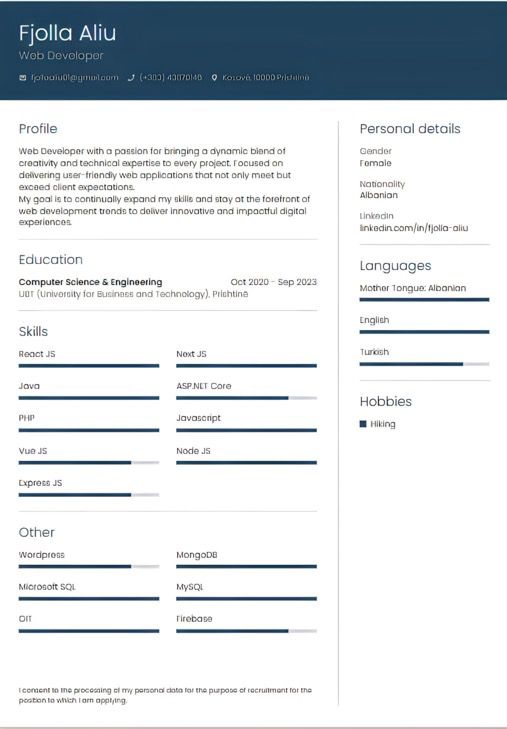 Fjolla Aliu
Web Developer
Kosovë, 10000 Prishtinë
Profile
Web Developer with a passion for bringing a dynamic blend of
creativity and technical expertise to every project. Focused on
delivering user-friendly web applications that not only meet but
exceed client expectations.
My goal is to continually expand my skills and stay at the forefront of
web development trends to deliver innovative and impactful digital
experiences.
Education
Computer Science & Engineering Oct 2020 - Sep 2023
UBT (University for Business and Technology), Prishtinë
Skills
React JS Next JS
Java ASP.NET Core
PHP Javascript
Vue JS Node JS
Express JS
Other
Wordpress MongoDB
Microsoft SQL MySQL
GIT Firebase
I consent to the processing of my personal data for the purpose of recruitment for the
position to which I am applying.
Personal details
Gender
Female
Nationality
Albanian
LinkedIn
linkedin.com/in/fjolla-aliu
Languages
Mother Tongue: Albanian
English
Turkish
Hobbies
Hiking